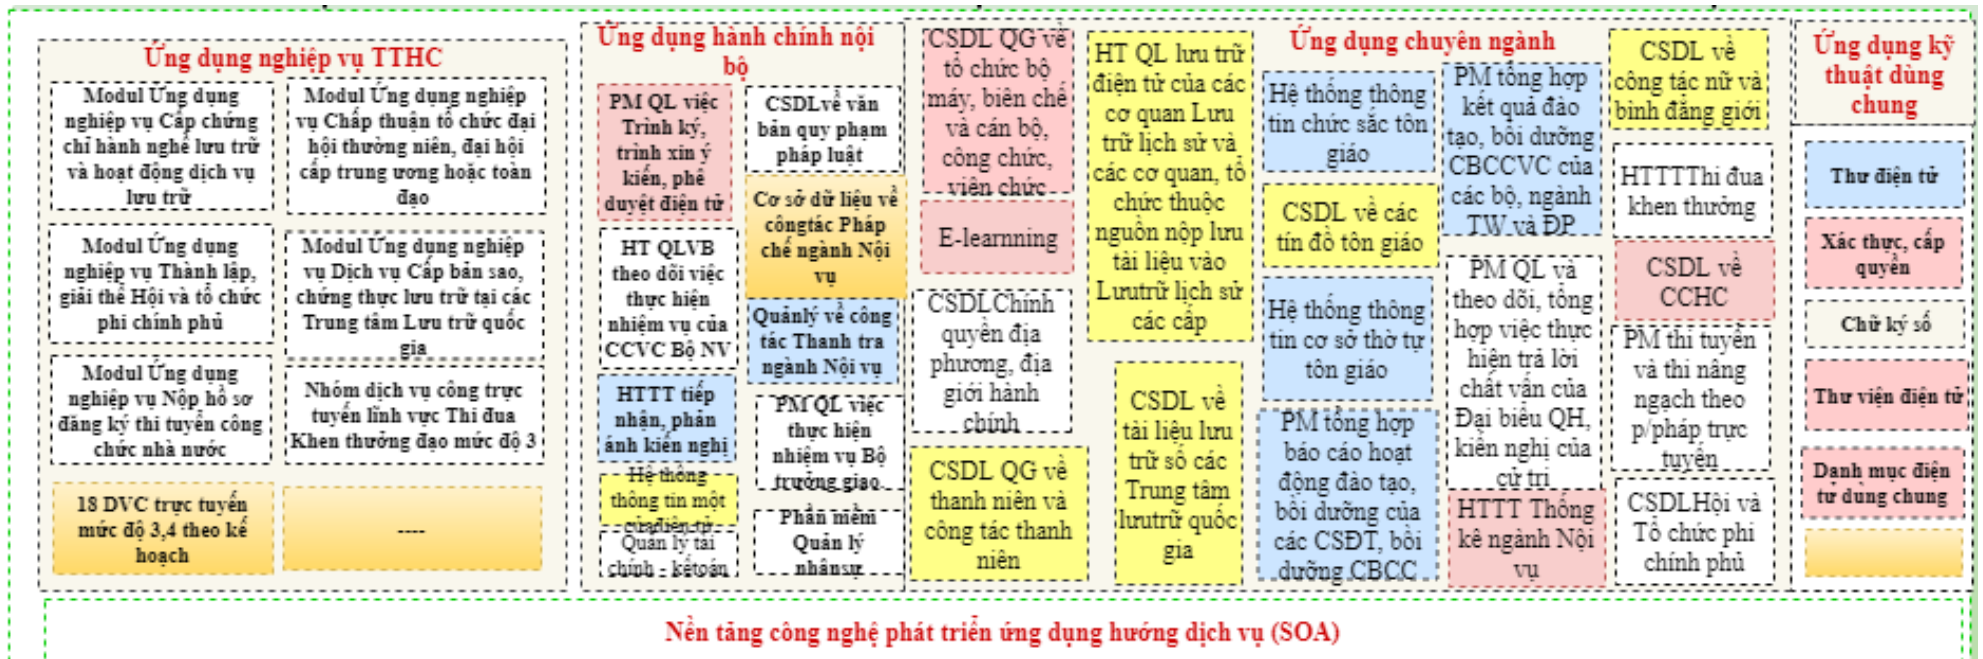 Ứng dụng nghiệp vụ TTHC
Modul Ứng dụng
nghiệp vụ Cấp chứng
chỉ hành nghề lưu trữ
và hoạt động dịch vụ
lưu trữ
Modul Ứng dụng nghiệp
vụ Chấp thuận tổ chức đại
hội thường niên, đại hội
cấp trung ương hoặc toàn
đạo
Modul Ứng dụng
nghiệp vụ Thành lập,
giải thể Hội và tổ chức
phi chính phủ
Modul Ứng dụng nghiệp
vụ Dịch vụ Cấp bản sao,
chứng thực lưu trữ tại các
Trung tâm Lưu trữ quốc
gia
Modul Ứng dụng
nghiệp vụ Nộp hồ sơ
đăng ký thi tuyển công
chức nhà nước
Nhóm dịch vụ công trực
tuyến lĩnh vực Thi đua
Khen thưởng đạo mức độ 3
18 DVC trực tuyến
mức độ 3,4 theo kế
hoạch
----
Ứng dụng hành chính nội
bộ
PM QL việc
Trình ký,
trình xin ý
kiến, phê
duyệt điện tử
HT QLVB
theo dõi việc
thực hiện
nhiệm vụ của
CCVC Bộ NV
HTTT tiếp
nhận, phản
ánh kiến nghị
Hệ thống
thông tin một
cửađiện tử
Quản lý tài
chính - kếtoán
CSDLvề văn
bản quy phạm
pháp luật
Cơ sở dữ liệu về
côngtác Pháp
chế ngành Nội
vụ
Quảnlý về công
tác Thanh tra
ngành Nội vụ
PM QL việc
thực hiện
nhiệm vụ Bộ
trưởng giao
Phần mềm
Quản lý
nhânsự
Ứng dụng chuyên ngành
CSDL QG về
tổ chức bộ
máy, biên chế
và cán bộ,
công chức,
viên chức
E-learnning
CSDLChính
quyền địa
phương, địa
giới hành
chính
CSDL QG về
thanh niên và
công tác thanh
niên
HT QL lưu trữ
điện tử của các
cơ quan Lưu
trữ lịch sử và
các cơ quan, tổ
chức thuộc
nguồn nộp lưu
tài liệu vào
Lưutrữ lịch sử
các cấp
CSDL về
tài liệu lưu
trữ số các
Trung tâm
lưutrữ quốc
gia
Hệ thống thông
tin chức sắc tôn
giáo
CSDL về các
tín đồ tôn giáo
Hệ thống thông
tin cơ sở thờ tự
tôn giáo
PM tổng hợp
báo cáo hoạt
động đào tạo,
bồi dưỡng của
các CSĐT, bồi
dưỡng CBCC
PM tổng hợp
kết quả đào
tạo, bồi dưỡng
CBCCVC của
các bộ, ngành
TW và ĐP
PM QL và
theo dõi, tổng
hợp việc thực
hiện trả lời
chất vấn của
Đại biểu QH,
kiến nghị của
cử tri
HTTT Thống
kê ngành Nội
vụ
CSDL về
công tác nữ và
bình đẳng giới
HTTTThi đua
khen thưởng
CSDL về
CCHC
PM thi tuyển
và thi nâng
ngạch theo
p/pháp trực
tuyến
CSDLHội và
Tổ chức phi
chính phủ
Ứng dụng kỹ
thuật dùng
chung
Thư điện tử
Xác thực, cấp
quyền
Chữ ký số
Thư viện điện tử
Danh mục điện
tử dùng chung
Nền tảng công nghệ phát triển ứng dụng hướng dịch vụ (SOA)